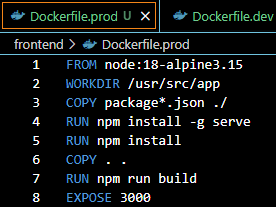 Dockerfile.prod U X Dockerfile.dev
frontend > Dockerfile.prod
1 FROM node:18-alpine3.15
2 WORKDIR /usr/src/app
3 COPY package*.json ./
4 RUN npm install -g serve
5 RUN npm install
6 COPY . .
7 RUN npm run build
8 EXPOSE 3000